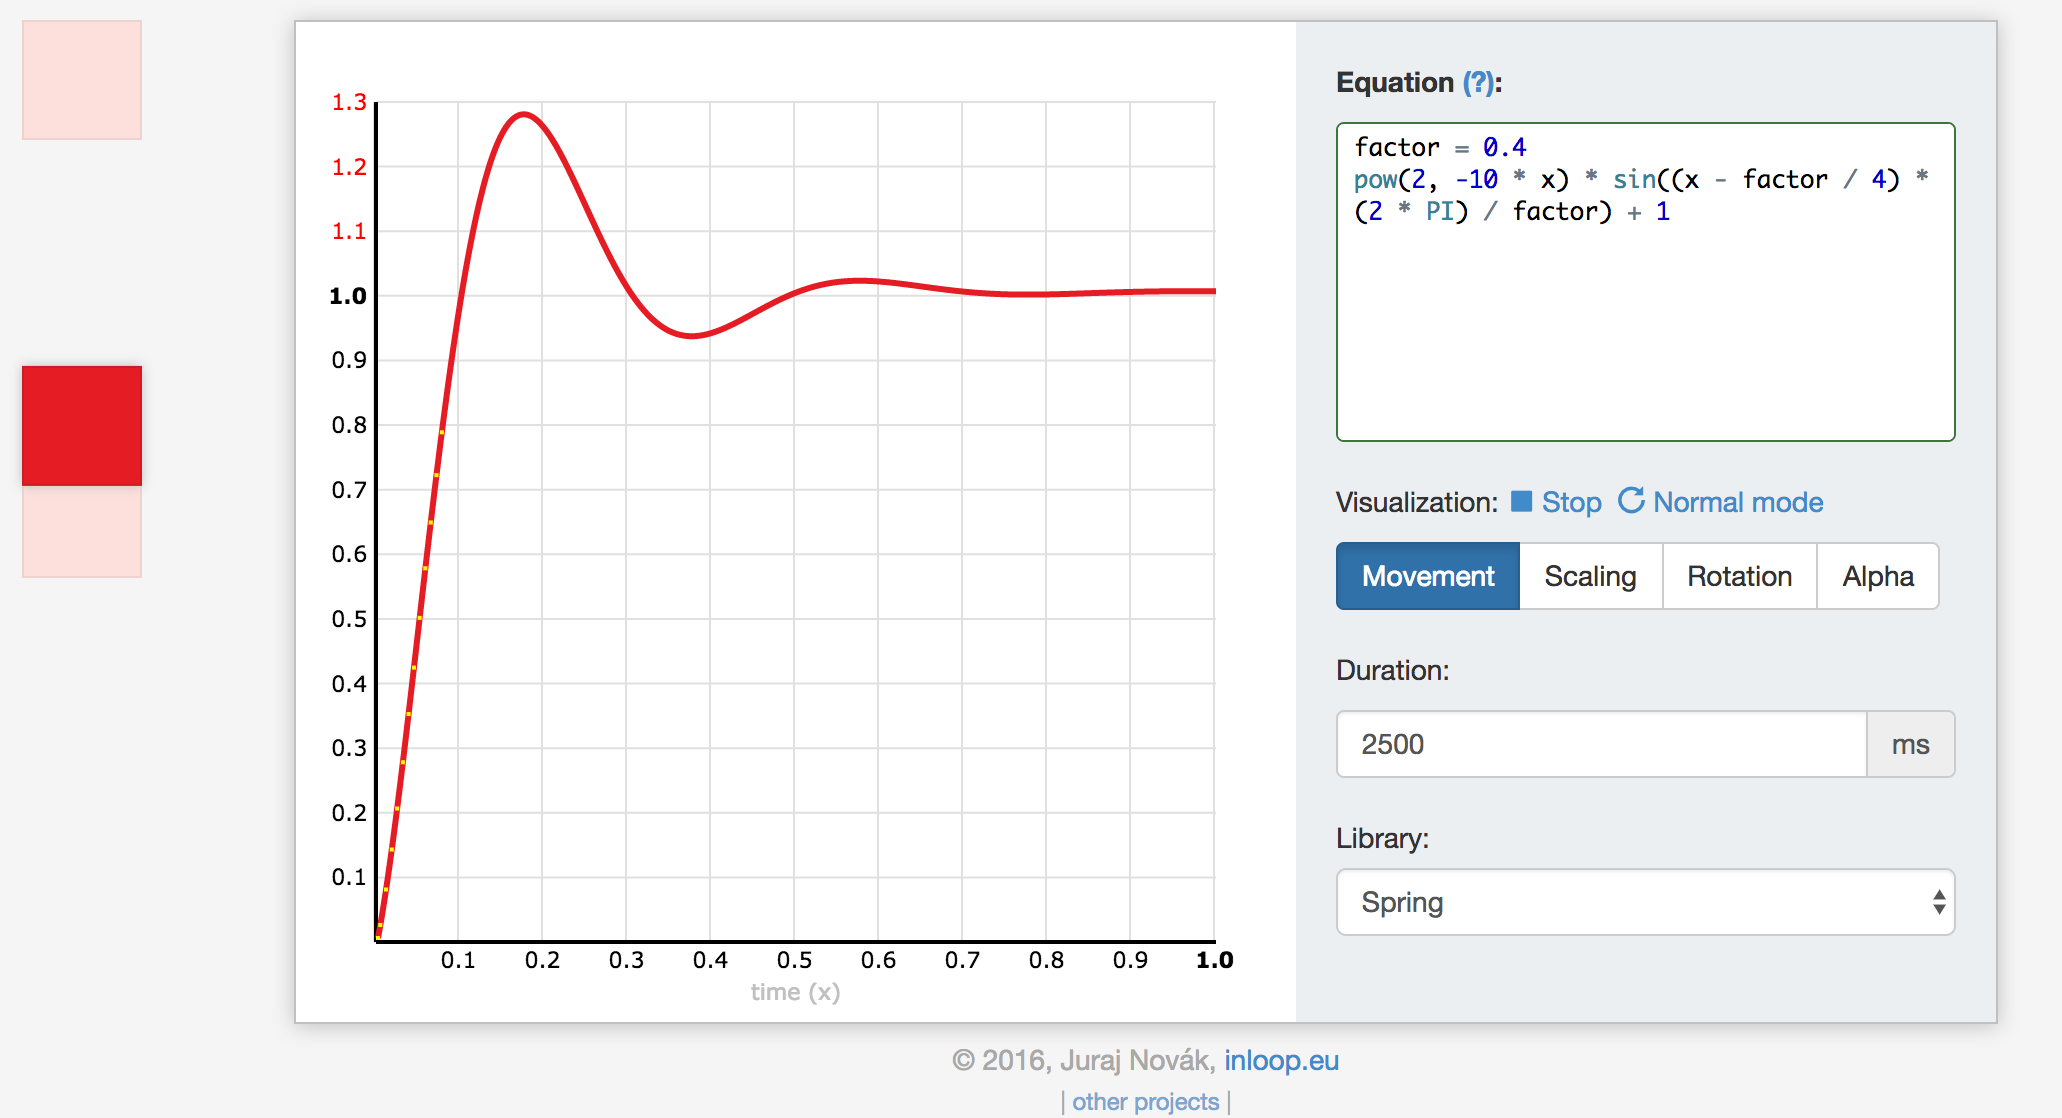 1.3
1.2
1.1
1.0
0.9
0.8
0.7
0.6
0.5
0.4
0.3
0.2
0.1
0.1 0.2 0.3 0.4 0.5 0.6 0.7 0.8 0.9 1.0
time (x)
Equation (?):
factor = 0.4
pow(2, -10 * x) * sin((x - factor / 4) *
(2 * PI) / factor) + 1
Visualization: Stop Normal mode
Movement Scaling Rotation Alpha
Duration:
2500 ms
Library:
Spring
© 2016, Juraj Novák, inloop.eu
| other projects |